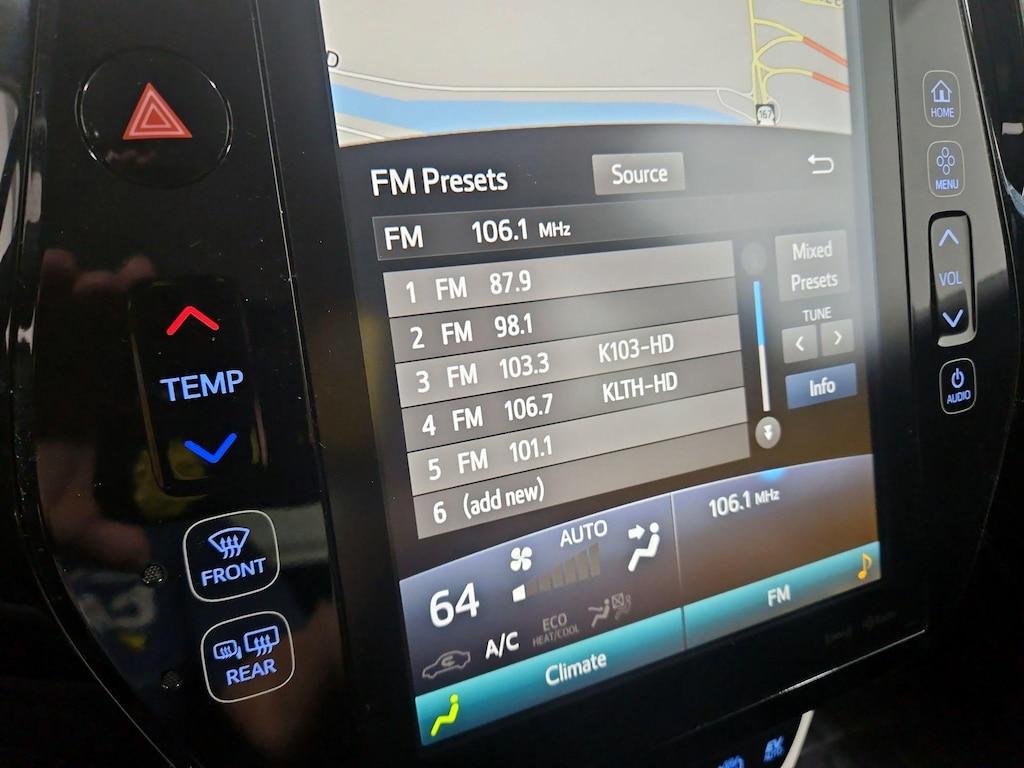 167
HOME
MENU
FM Presets
Source
FM 106.1 MHz
1 FM 87.9
2 FM 98.1
3 FM 103.3 K103-HD
4 FM 106.7 KLTH-HD
5 FM 101.1
6 (add new)
Mixed
Presets
TUNE
Info
VOL
AUDIO
TEMP
FRONT
REAR
AUTO
64
A/C
ECO
HEAT/COOL
Climate
106.1 MHz
FM